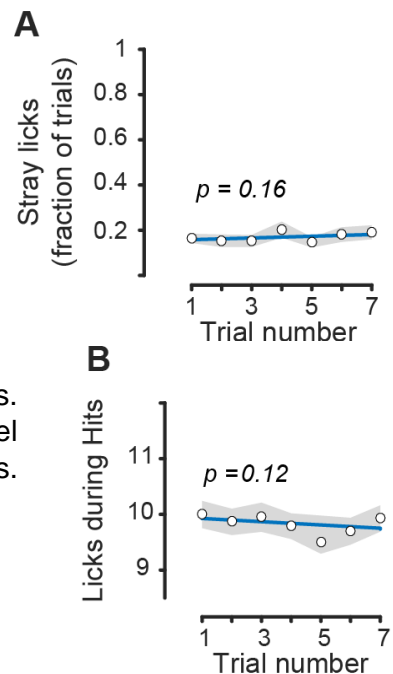 A
Stray licks
(fraction of trials)
1
0.8
0.6
0.4
0.2
p = 0.16
1 3 5 7
Trial number
B
s.
el
s.
Licks during Hits
11
10
9
p =0.12
1 3 5 7
Trial number